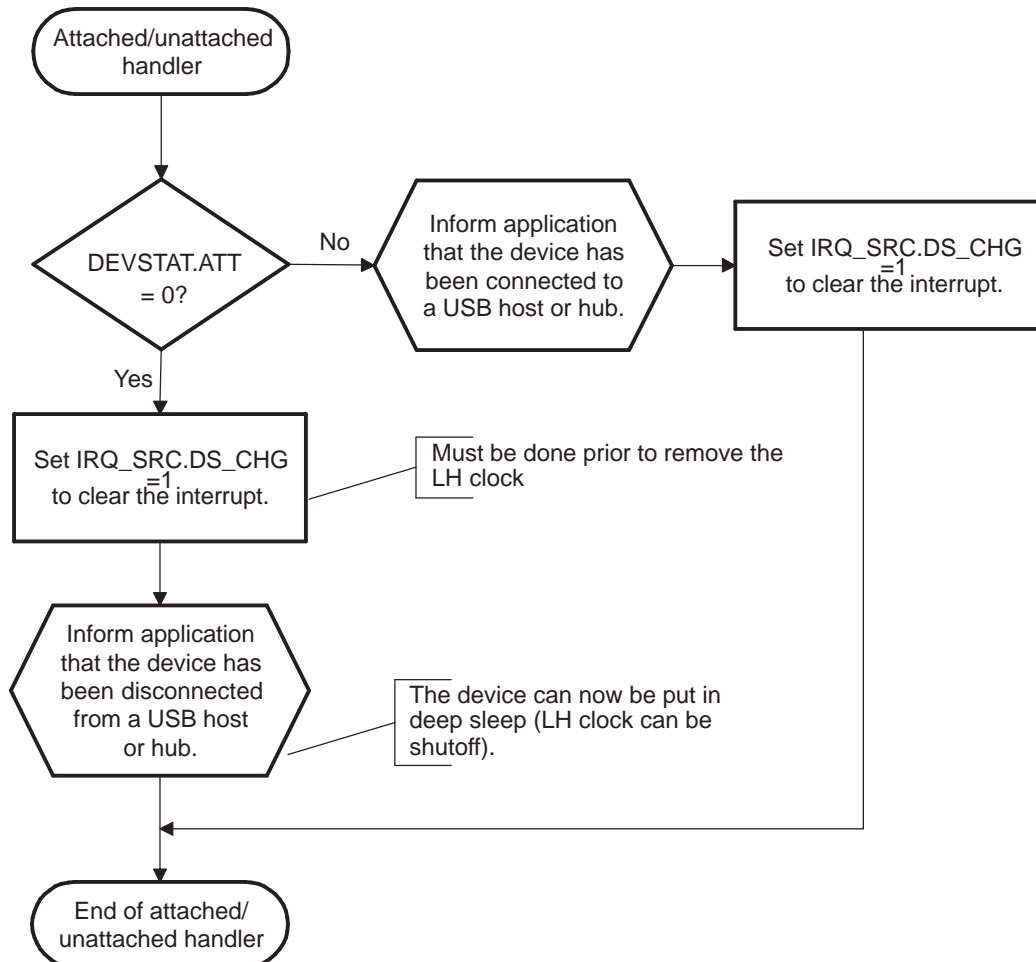 Attached/unattached
handler
DEVSTAT.ATT
= 0?
No
Inform application
that the device has
been connected to
a USB host or hub.
Set IRQ_SRC.DS_CHG
=1
to clear the interrupt.
Yes
Set IRQ_SRC.DS_CHG
=1
to clear the interrupt.
Must be done prior to remove the
LH clock
Inform application
that the device has
been disconnected
from a USB host
or hub.
The device can now be put in
deep sleep (LH clock can be
shutoff).
End of attached/
unattached handler